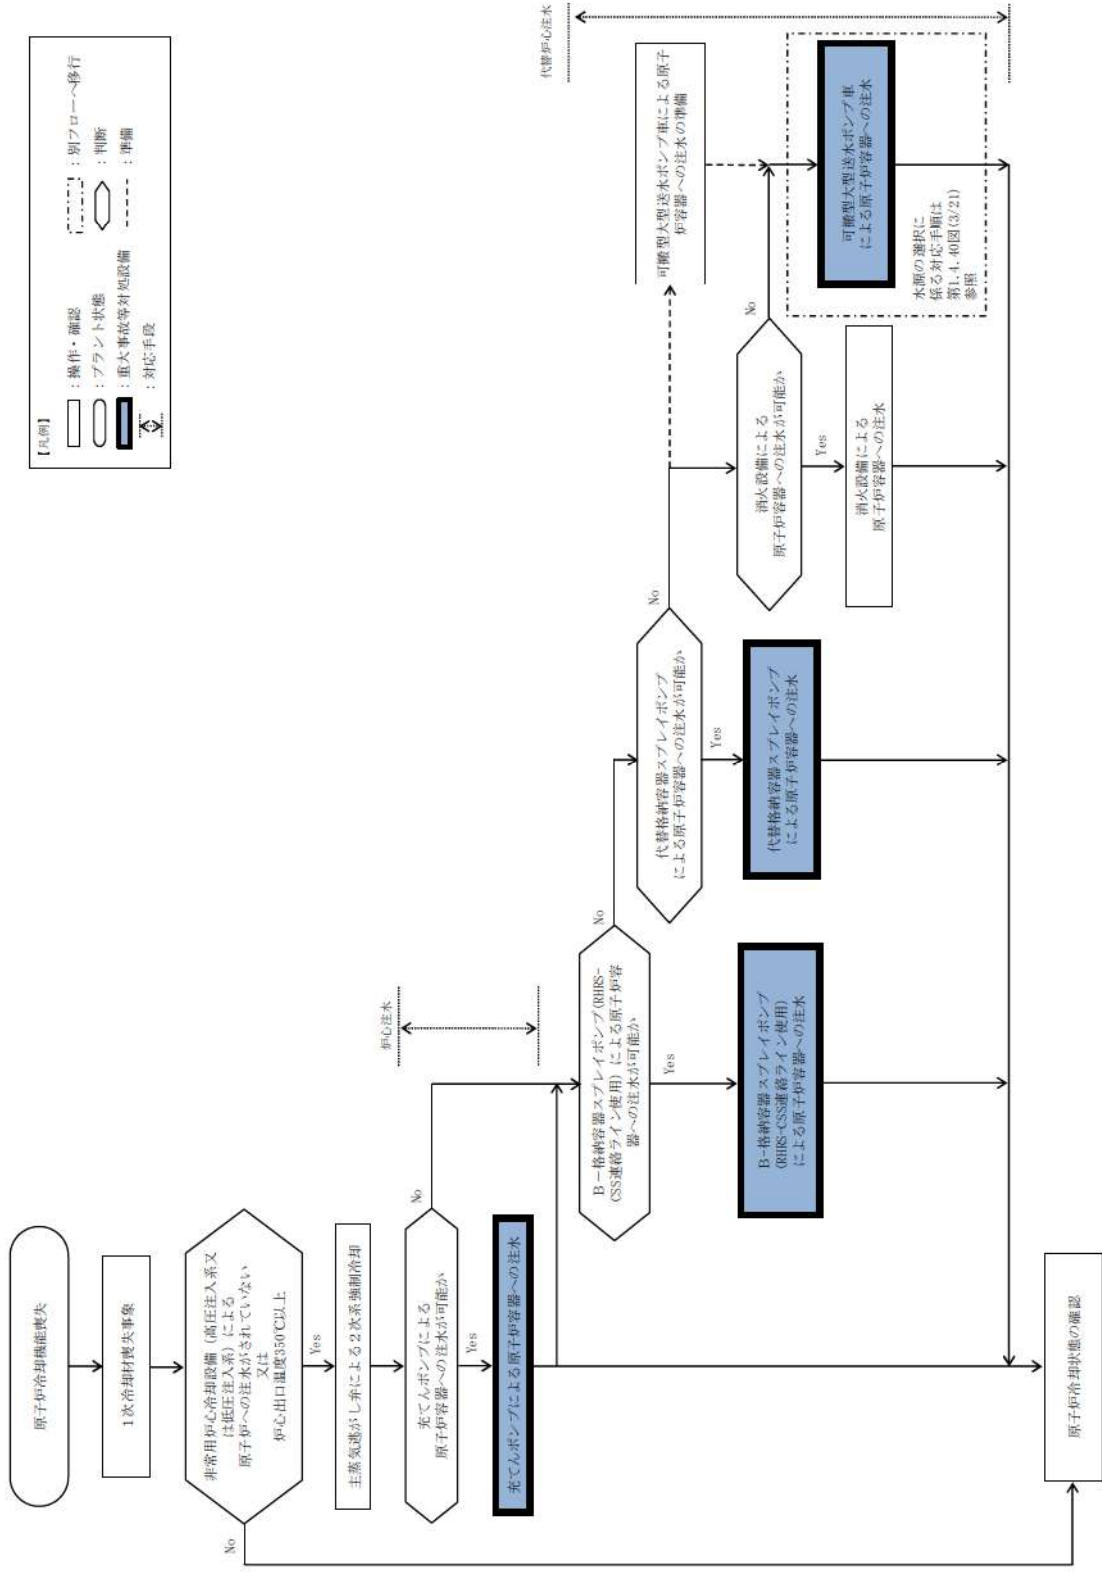 【凡例】
：操作・確認
：プラント状態
：重大事故等対処設備
：対応手段
：別フローへ移行
：判断
：準備
原子炉冷却機能喪失
1次冷却材喪失事象
非常用炉心冷却設備（高圧注入系又
は低圧注入系）による
原子炉への注水がされていない
又は
炉心出口温度350℃以上
No
Yes
主蒸気逃がし弁による２次系強制冷却
充てんポンプによる
原子炉容器への注水が可能か
No
Yes
充てんポンプによる原子炉容器への注水
炉心注水
B－格納容器スプレイポンプ(RHRS-
CSS連絡ライン使用）による原子炉容
器への注水が可能か
No
Yes
B-格納容器スプレイポンプ
(RHRS-CSS連絡ライン使用)
による原子炉容器への注水
代替格納容器スプレイポンプ
による原子炉容器への注水が可能か
No
Yes
代替格納容器スプレイポンプ
による原子炉容器への注水
可搬型大型送水ポンプ車による原子
炉容器への注水の準備
消火設備による
原子炉容器への注水が可能か
No
Yes
消火設備による
原子炉容器への注水
可搬型大型送水ポンプ車
による原子炉容器への注水
水源の選択に
係る対応手順は
第1.4.40図(3/21)
参照
代替炉心注水
原子炉冷却状態の確認